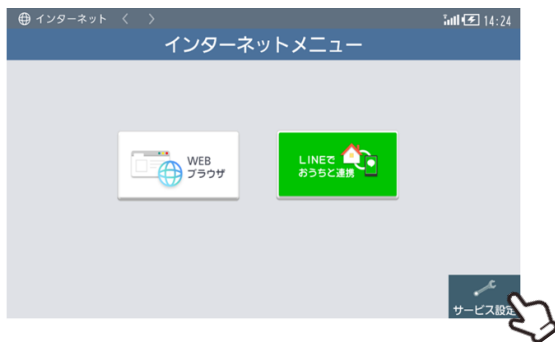 インターネット 〈 〉 14:24
インターネットメニュー
WEB
ブラウザ
LINEで
おうちと連携
サービス設定